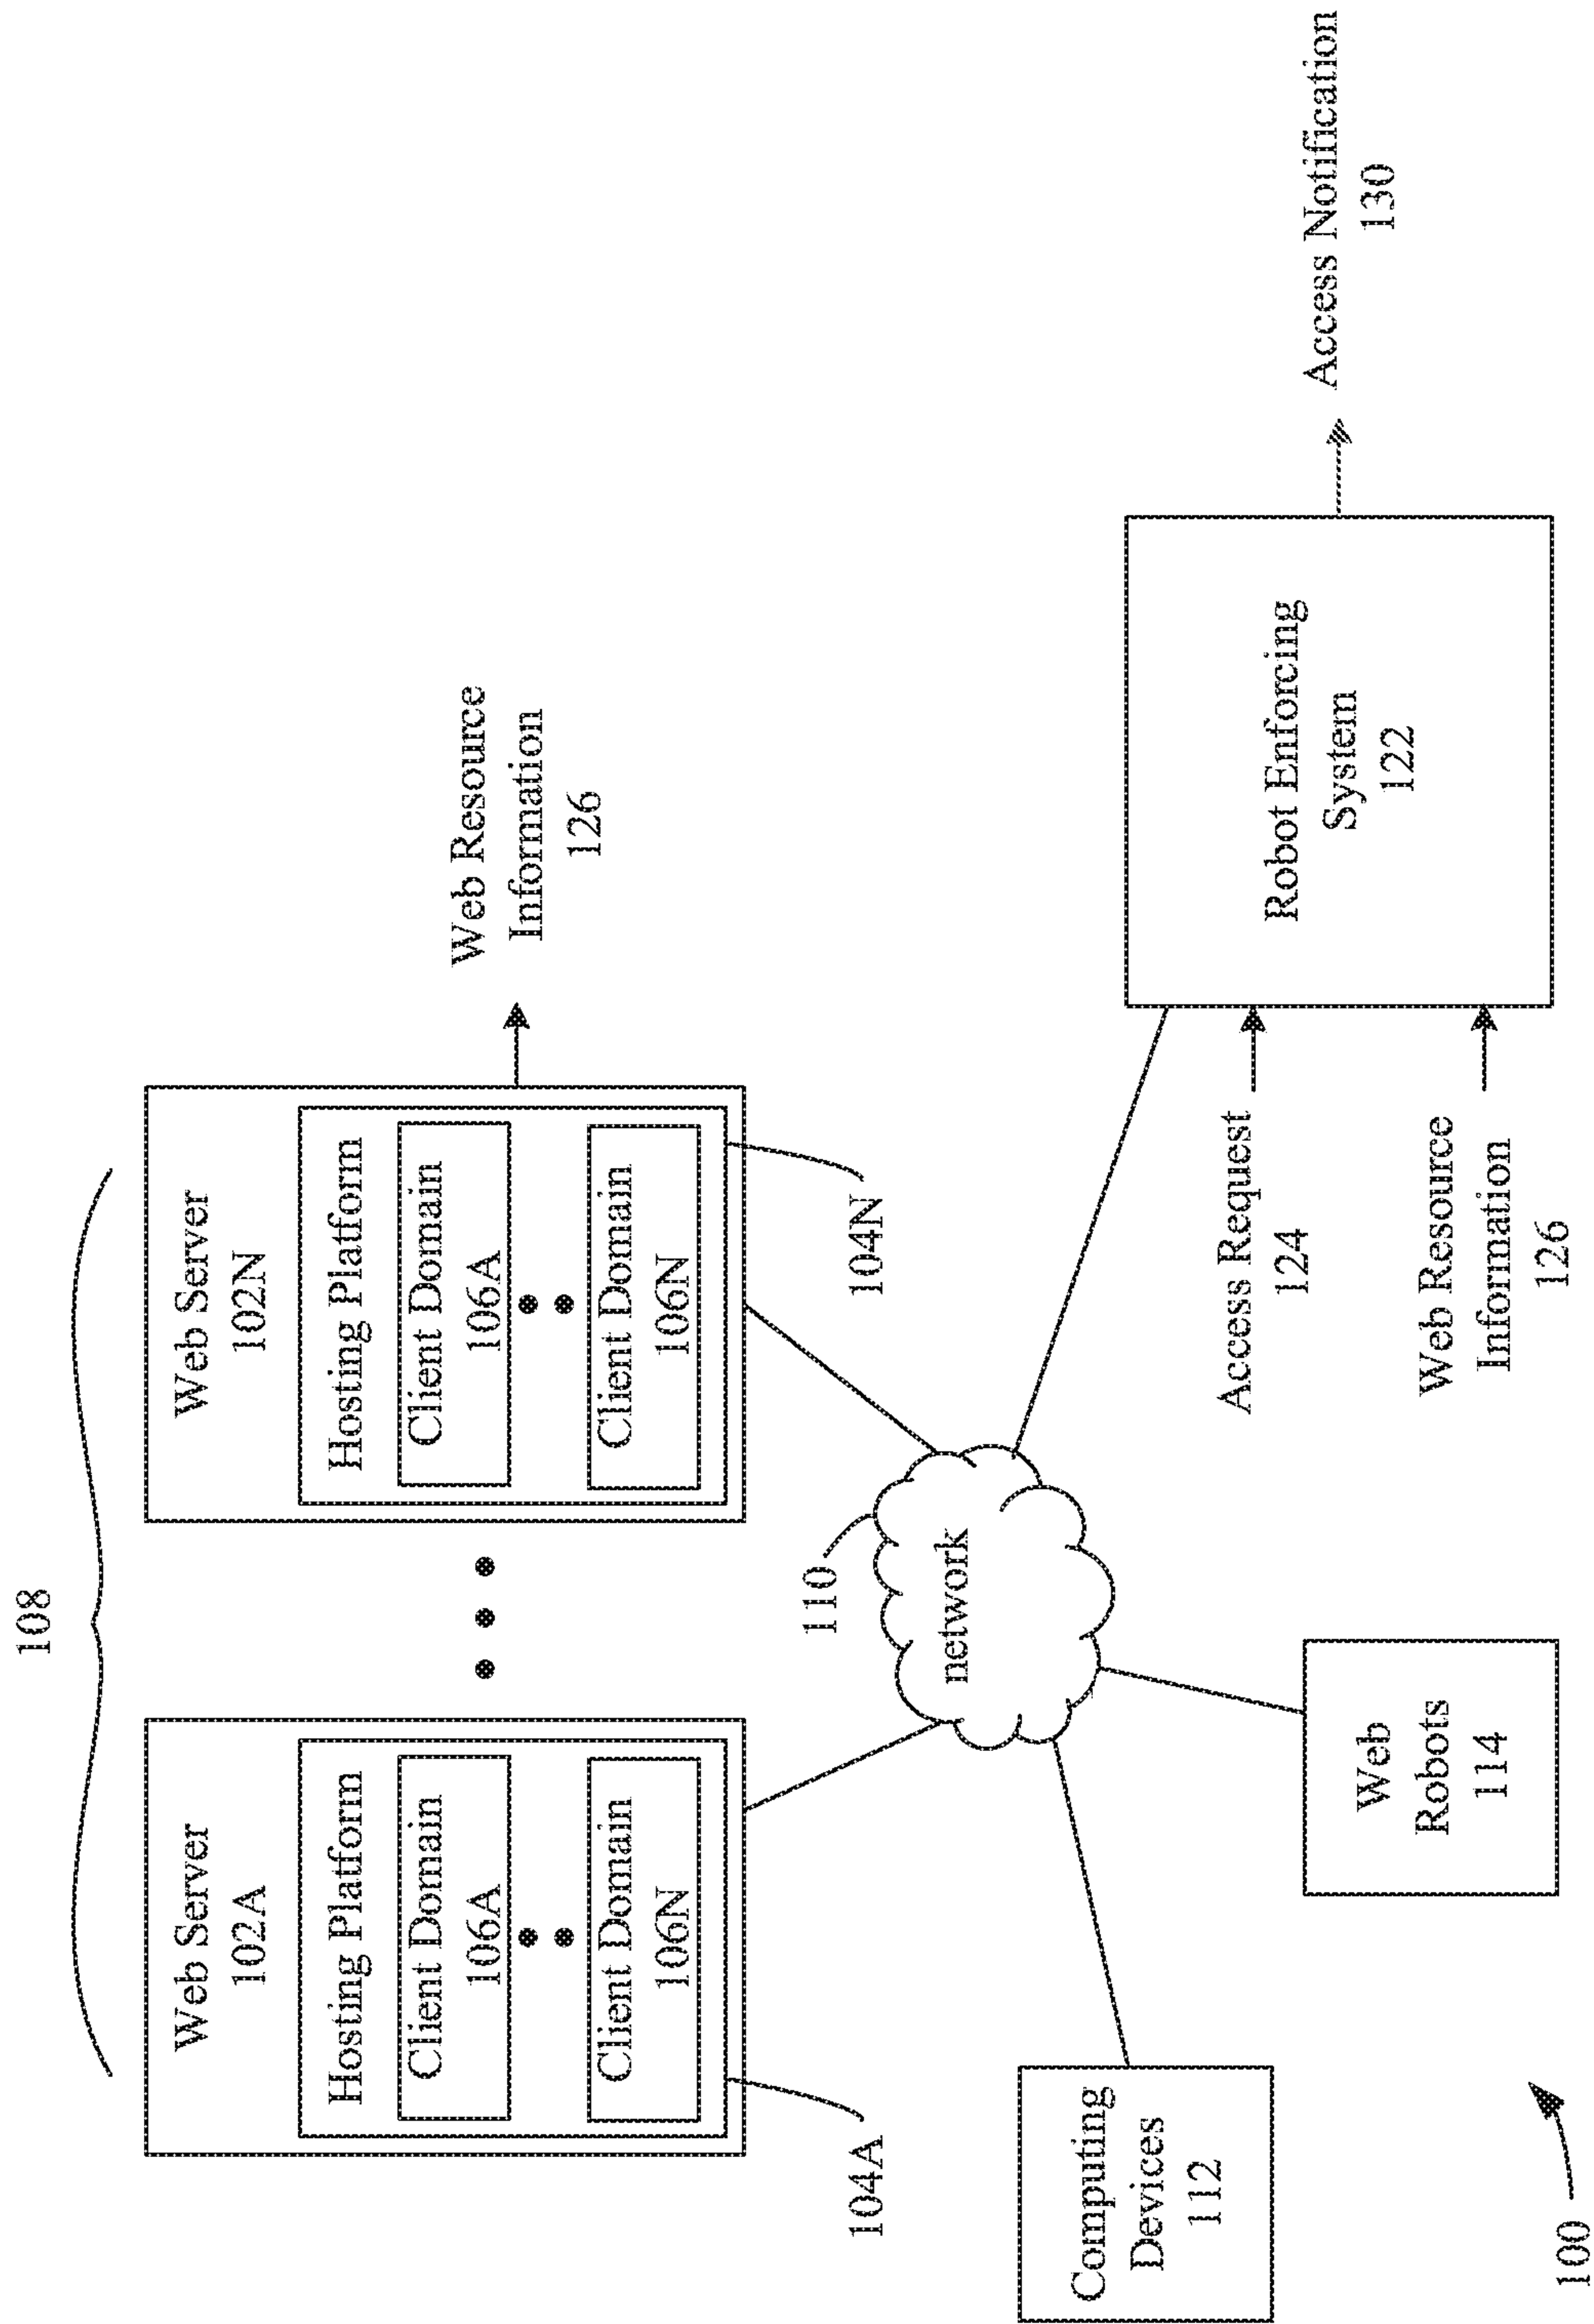 108
Web Server
102A
Hosting Platform
Client Domain
106A
Client Domain
106N
104A
Web Server
102N
Hosting Platform
Client Domain
106A
Client Domain
106N
104N
Web Resource
Information
126
110
network
Computing
Devices
112
Web
Robots
114
Access Request
124
Web Resource
Information
126
Robot Enforcing
System
122
Access Notification
130
100